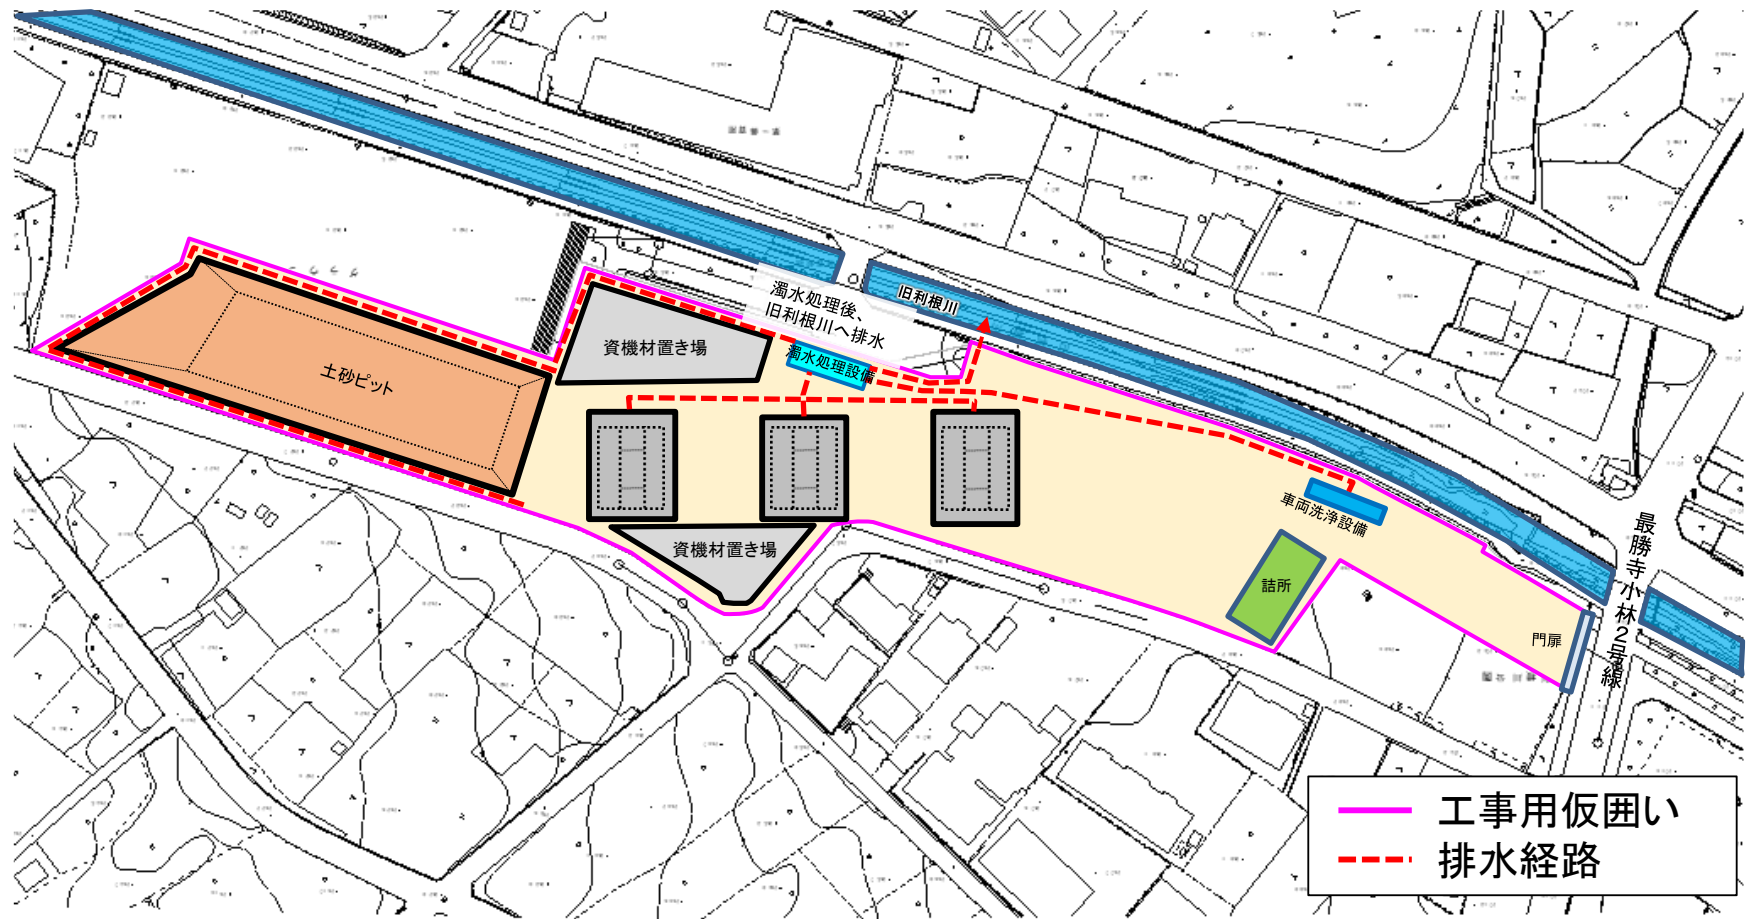 旧利根川
濁水処理後、
旧利根川へ排水
資機材置き場
濁水処理設備
土砂ピット
車両洗浄設備
資機材置き場
詰所
門扉
最勝寺小林2号線
工事用仮囲い
排水経路